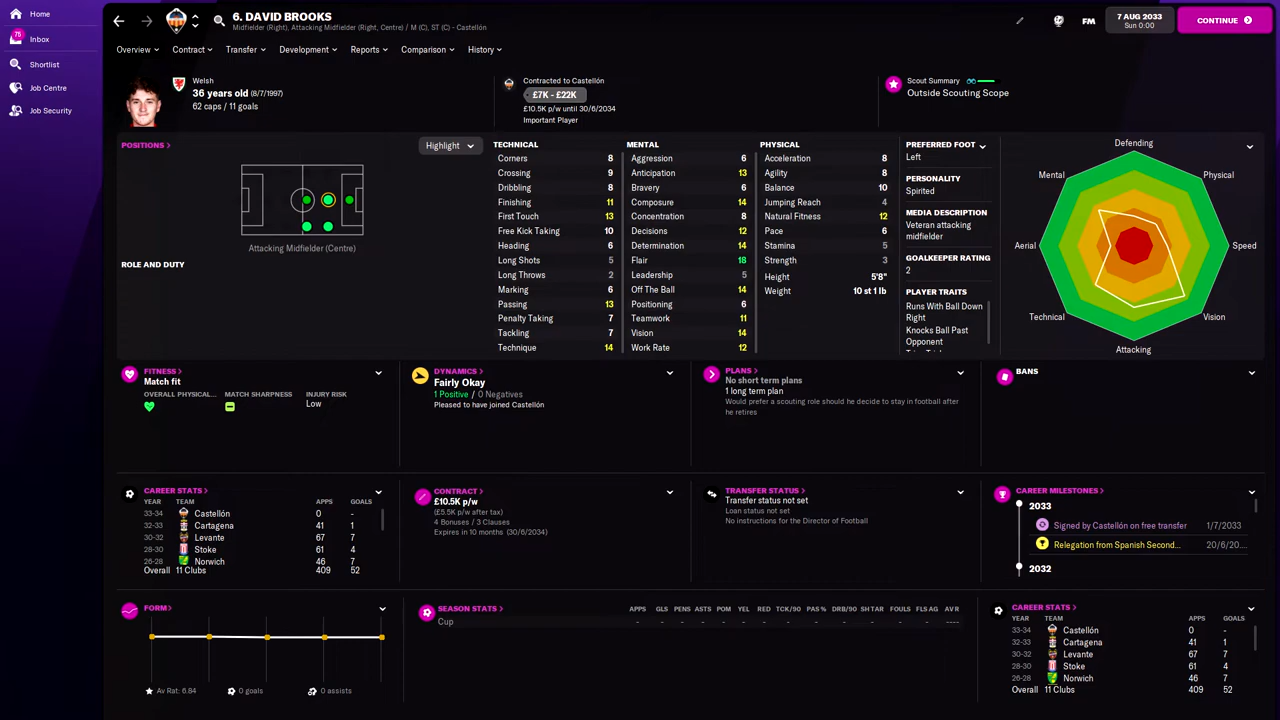 Home
75
Inbox
Shortlist
Job Centre
Job Security
6. DAVID BROOKS
Midfielder (Right), Attacking Midfielder (Right, Centre) / M (C), ST (C) - Castellón
FM
7 AUG 2033
Sun 0:00
CONTINUE
Overview
Contract
Transfer
Development
Reports
Comparison
History
Welsh
36 years old (8/7/1997)
62 caps / 11 goals
Contracted to Castellón
£7K - £22K
£10.5K p/w until 30/6/2034
Important Player
Scout Summary
Outside Scouting Scope
POSITIONS >
Highlight
Attacking Midfielder (Centre)
ROLE AND DUTY
TECHNICAL
Corners 8
Crossing 9
Dribbling 8
Finishing 11
First Touch 13
Free Kick Taking 10
Heading 6
Long Shots 5
Long Throws 2
Marking 6
Passing 13
Penalty Taking 7
Tackling 7
Technique 14
MENTAL
Aggression 6
Anticipation 13
Bravery 6
Composure 14
Concentration 8
Decisions 12
Determination 14
Flair 18
Leadership 5
Off The Ball 14
Positioning 6
Teamwork 11
Vision 14
Work Rate 12
PHYSICAL
Acceleration 8
Agility 8
Balance 10
Jumping Reach 4
Natural Fitness 12
Pace 6
Stamina 5
Strength 3
Height 5'8"
Weight 10 st 1 lb
PREFERRED FOOT
Left
PERSONALITY
Spirited
MEDIA DESCRIPTION
Veteran attacking
midfielder
GOALKEEPER RATING
2
PLAYER TRAITS
Runs With Ball Down
Right
Knocks Ball Past
Opponent
Defending
Physical
Speed
Vision
Attacking
Technical
Aerial
Mental
FITNESS >
Match fit
OVERALL PHYSICAL...
MATCH SHARPNESS
INJURY RISK
Low
DYNAMICS >
Fairly Okay
1 Positive / 0 Negatives
Pleased to have joined Castellón
PLANS >
No short term plans
1 long term plan
Would prefer a scouting role should he decide to stay in football after
he retires
BANS
CAREER STATS >
YEAR TEAM APPS GOALS
33-34 Castellón 0 -
32-33 Cartagena 41 1
30-32 Levante 67 7
28-30 Stoke 61 4
26-28 Norwich 46 7
Overall 11 Clubs 409 52
CONTRACT >
£10.5K p/w
(£5.5K p/w after tax)
4 Bonuses / 3 Clauses
Expires in 10 months (30/6/2034)
TRANSFER STATUS >
Transfer status not set
Loan status not set
No instructions for the Director of Football
CAREER MILESTONES >
2033
Signed by Castellón on free transfer 1/7/2033
Relegation from Spanish Second... 20/6/20....
2032
FORM >
Av Rat: 6.84
0 goals
0 assists
SEASON STATS >
APPS GLS PENS ASTS POM YEL RED TCK/90 PAS % DRB/90 SH TAR FOULS FLS AG AV R
Cup - - - - - - - - - - - - - ----
CAREER STATS >
YEAR TEAM APPS GOALS
33-34 Castellón 0 -
32-33 Cartagena 41 1
30-32 Levante 67 7
28-30 Stoke 61 4
26-28 Norwich 46 7
Overall 11 Clubs 409 52